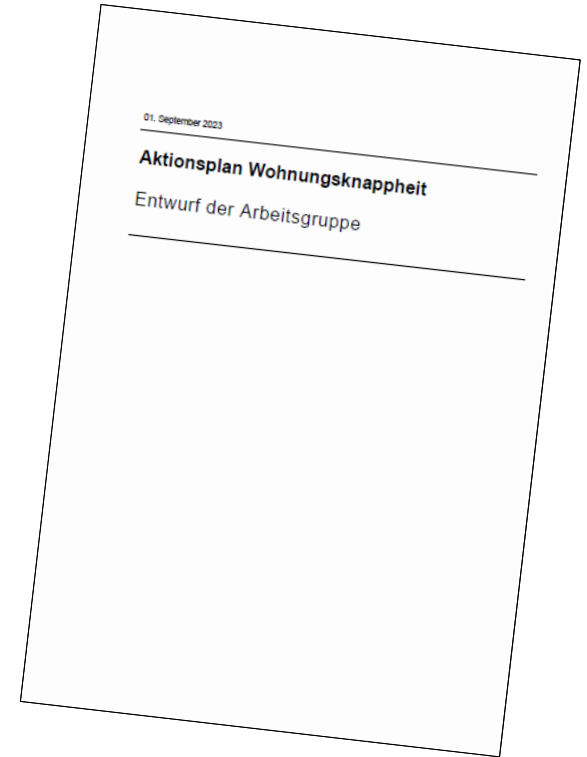 01. September 2023
Aktionsplan Wohnungsknappheit
Entwurf der Arbeitsgruppe